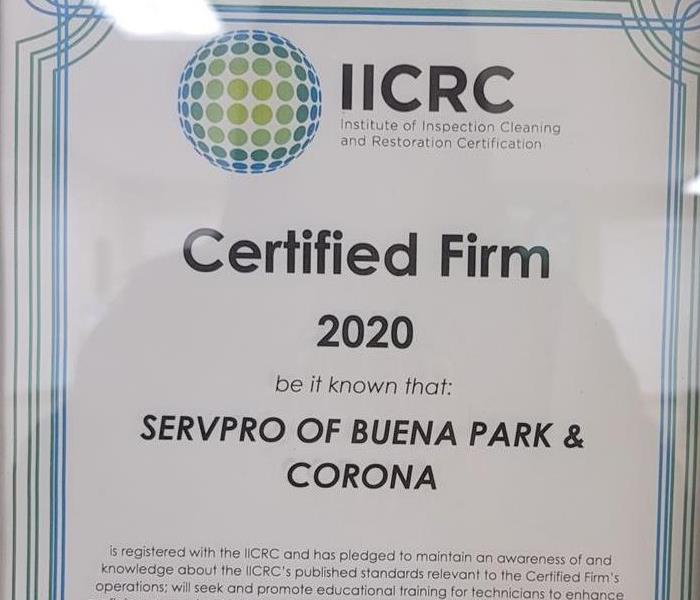 IICRC
Institute of Inspection Cleaning
and Restoration Certification
Certified Firm
2020
be it known that:
SERVPRO OF BUENA PARK &
CORONA
is registered with the IICRC and has pledged to maintain an awareness of and
knowledge about the IICRC's published standards relevant to the Certified Firm's
operations; will seek and promote educational training for technicians to enhance